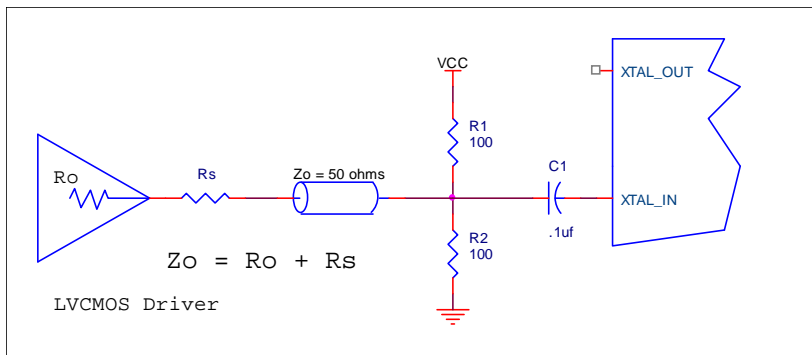 VCC
XTAL_OUT
R1
100
Ro
Rs
Zo = 50 ohms
C1
XTAL_IN
.1uf
R2
100
Zo = Ro + Rs
LVCMOS Driver